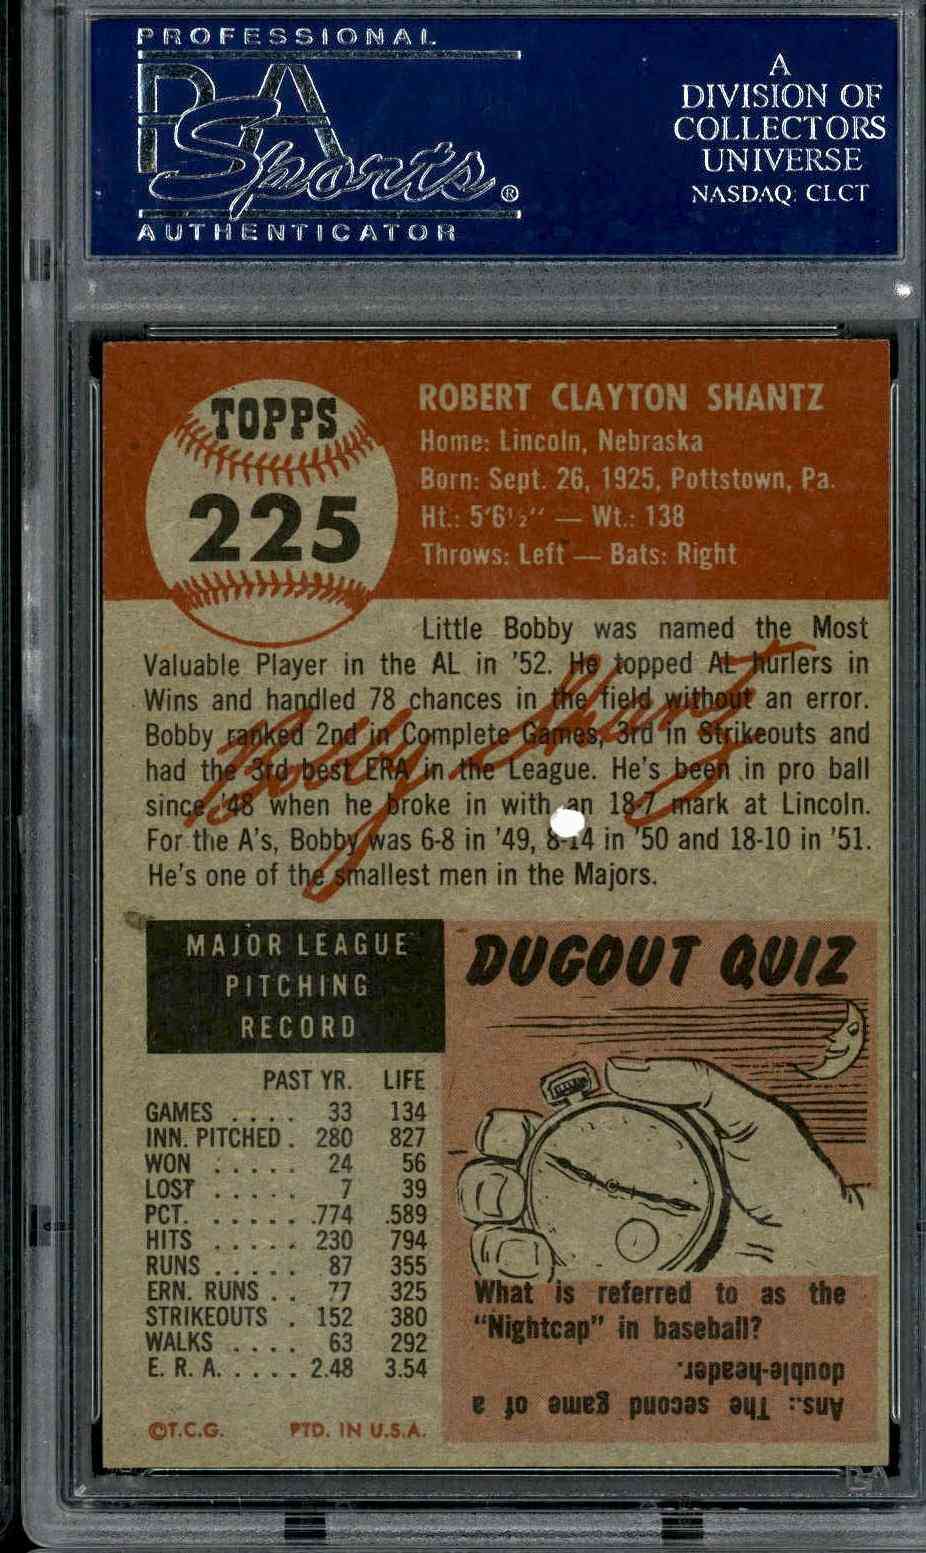 PROFESSIONAL
PSA
Sports®
AUTHENTICATOR
A
DIVISION OF
COLLECTORS
UNIVERSE
NASDAQ: CLCT
TOPPS
225
ROBERT CLAYTON SHANTZ
Home: Lincoln, Nebraska
Born: Sept. 26, 1925, Pottstown, Pa.
Ht.: 5'6½" — Wt.: 138
Throws: Left — Bats: Right
Little Bobby was named the Most
Valuable Player in the AL in '52. He topped AL hurlers in
Wins and handled 78 chances in the field without an error.
Bobby ranked 2nd in Complete Games, 3rd in Strikeouts and
had the 3rd best ERA in the League. He's been in pro ball
since '48 when he broke in with an 18-7 mark at Lincoln.
For the A's, Bobby was 6-8 in '49, 8-14 in '50 and 18-10 in '51.
He's one of the smallest men in the Majors.
Bobby Shantz
MAJOR LEAGUE
PITCHING
RECORD
PAST YR. LIFE
GAMES . . . . 33 134
INN. PITCHED . 280 827
WON . . . . . 24 56
LOST . . . . . 7 39
PCT. . . . . . .774 .589
HITS . . . . . 230 794
RUNS . . . . . 87 355
ERN. RUNS . . 77 325
STRIKEOUTS . 152 380
WALKS . . . . 63 292
E. R. A. . . . . 2.48 3.54
©T.C.G. PTD. IN U.S.A.
DUGOUT QUIZ
What is referred to as the
"Nightcap" in baseball?
Ans.: The second game of a
double-header.
PSA